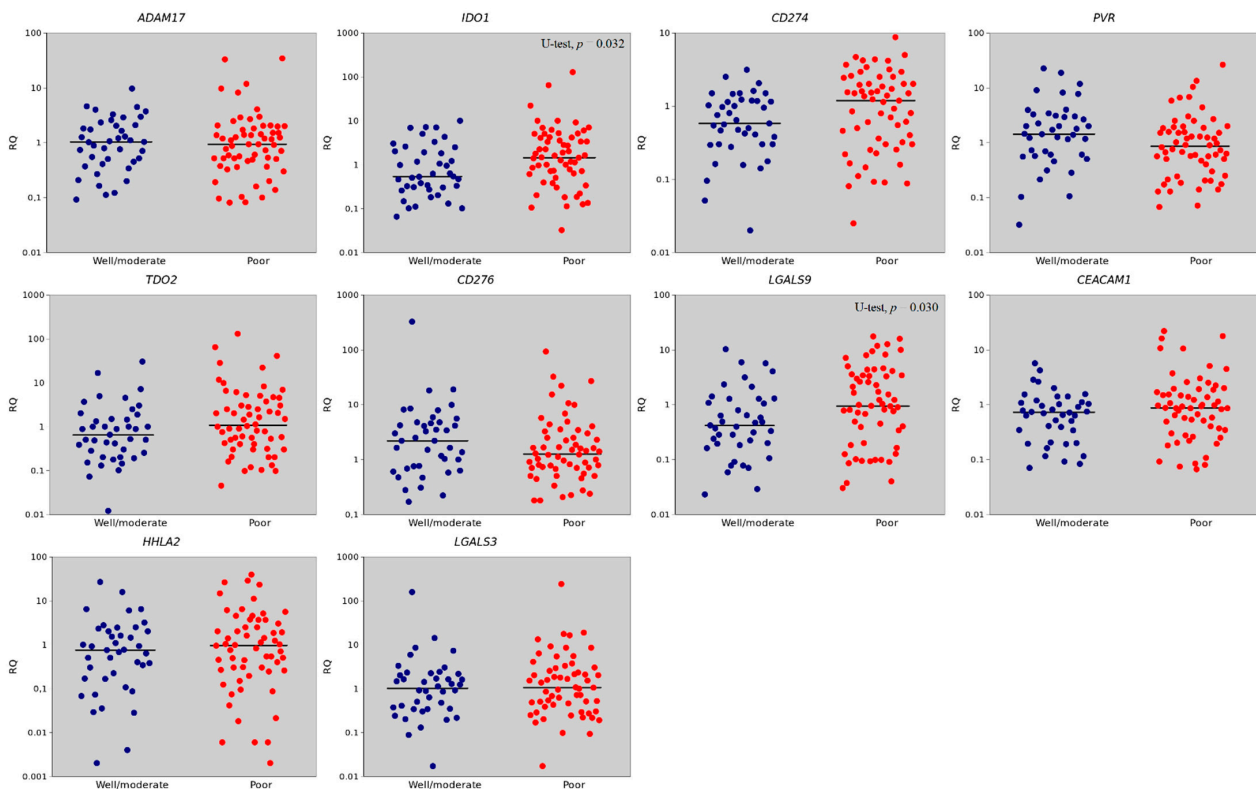 ADAM17
100
10
1
0.1
0.01
RQ
Well/moderate
Poor
IDO1
U-test, p = 0.032
1000
100
10
1
0.1
0.01
RQ
Well/moderate
Poor
CD274
10
1
0.1
0.01
RQ
Well/moderate
Poor
PVR
100
10
1
0.1
0.01
RQ
Well/moderate
Poor
TDO2
1000
100
10
1
0.1
0.01
RQ
Well/moderate
Poor
CD276
1000
100
10
1
0.1
RQ
Well/moderate
Poor
LGALS9
U-test, p = 0.030
100
10
1
0.1
0.01
RQ
Well/moderate
Poor
CEACAM1
100
10
1
0.1
0.01
RQ
Well/moderate
Poor
HHLA2
100
10
1
0.1
0.01
0.001
RQ
Well/moderate
Poor
LGALS3
1000
100
10
1
0.1
0.01
RQ
Well/moderate
Poor